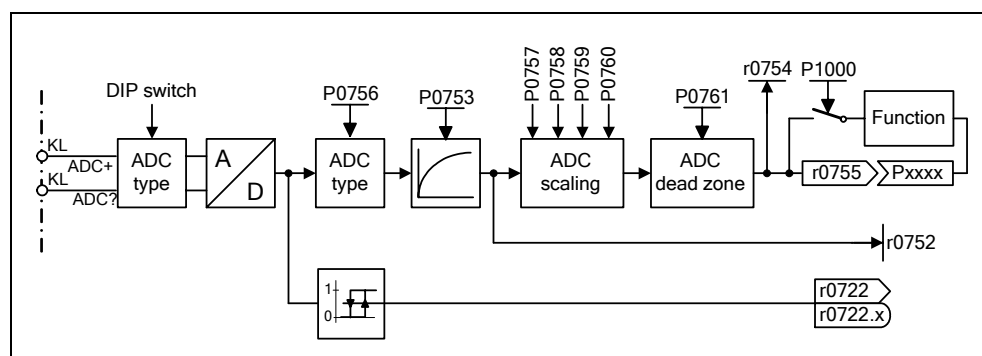 DIP switch
KL
ADC+
KL
ADC?
ADC
type
A
D
P0756
ADC
type
P0753
P0757
P0758
P0759
P0760
ADC
scaling
P0761
ADC
dead zone
r0754
P1000
Function
r0755
Pxxxx
r0752
1
0
r0722
r0722.x